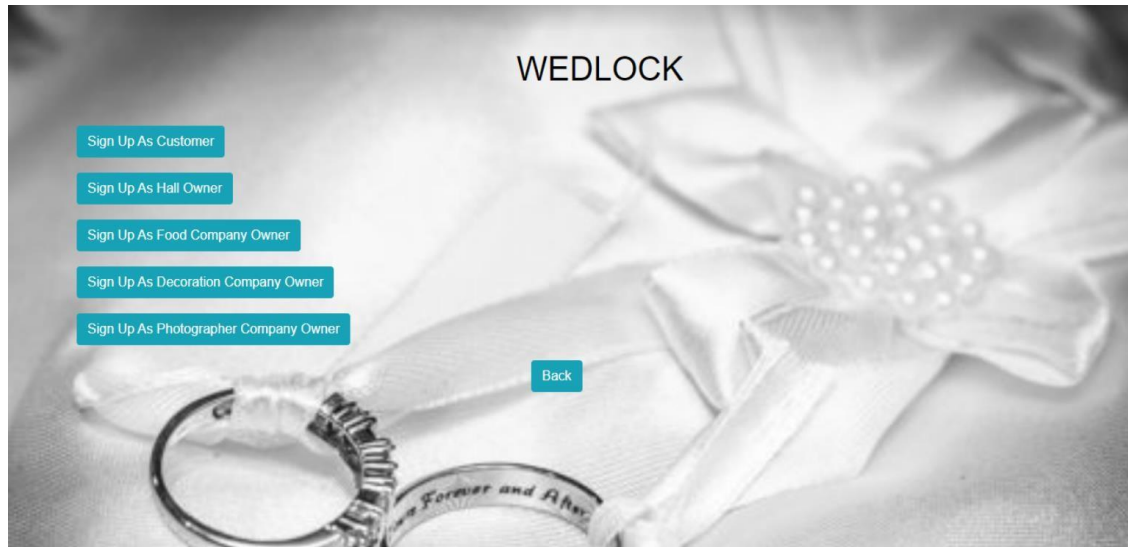 WEDLOCK
Sign Up As Customer
Sign Up As Hall Owner
Sign Up As Food Company Owner
Sign Up As Decoration Company Owner
Sign Up As Photographer Company Owner
Back
Forever and After